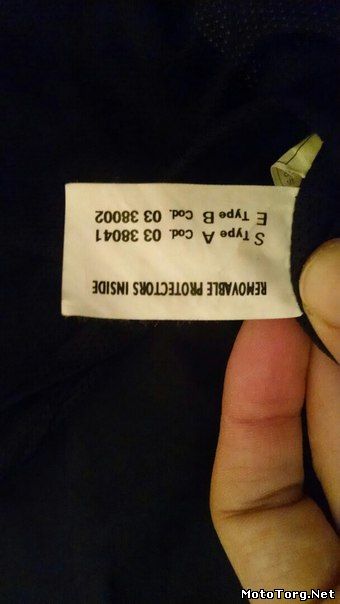 REMOVABLE PROTECTORS INSIDE
S Type A Cod. 03 38041
E Type B Cod. 03 38002
MotoTorg.Net